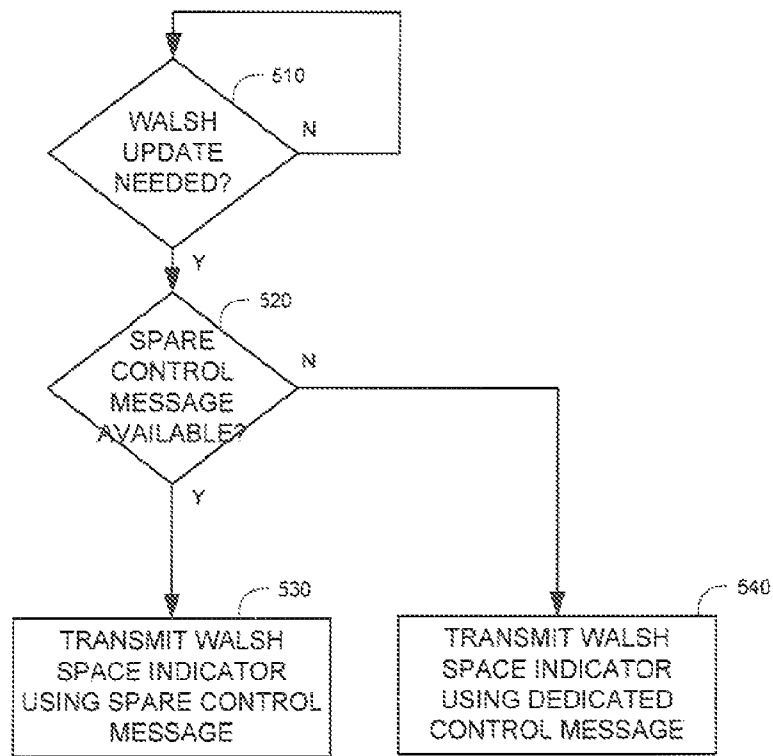 510
WALSH
UPDATE
NEEDED?
N
Y
520
SPARE
CONTROL
MESSAGE
AVAILABLE?
N
Y
530
TRANSMIT WALSH
SPACE INDICATOR
USING SPARE CONTROL
MESSAGE
540
TRANSMIT WALSH
SPACE INDICATOR
USING DEDICATED
CONTROL MESSAGE